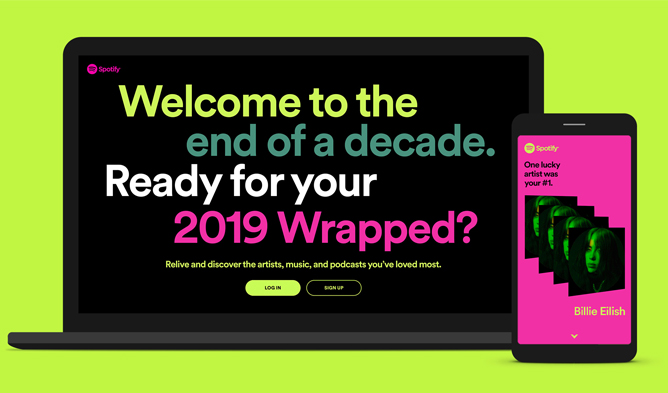 Spotify
Welcome to the
end of a decade.
Ready for your
2019 Wrapped?
Relive and discover the artists, music, and podcasts you've loved most.
LOG IN
SIGN UP
Spotify
One lucky
artist was
your #1.
Billie Eilish